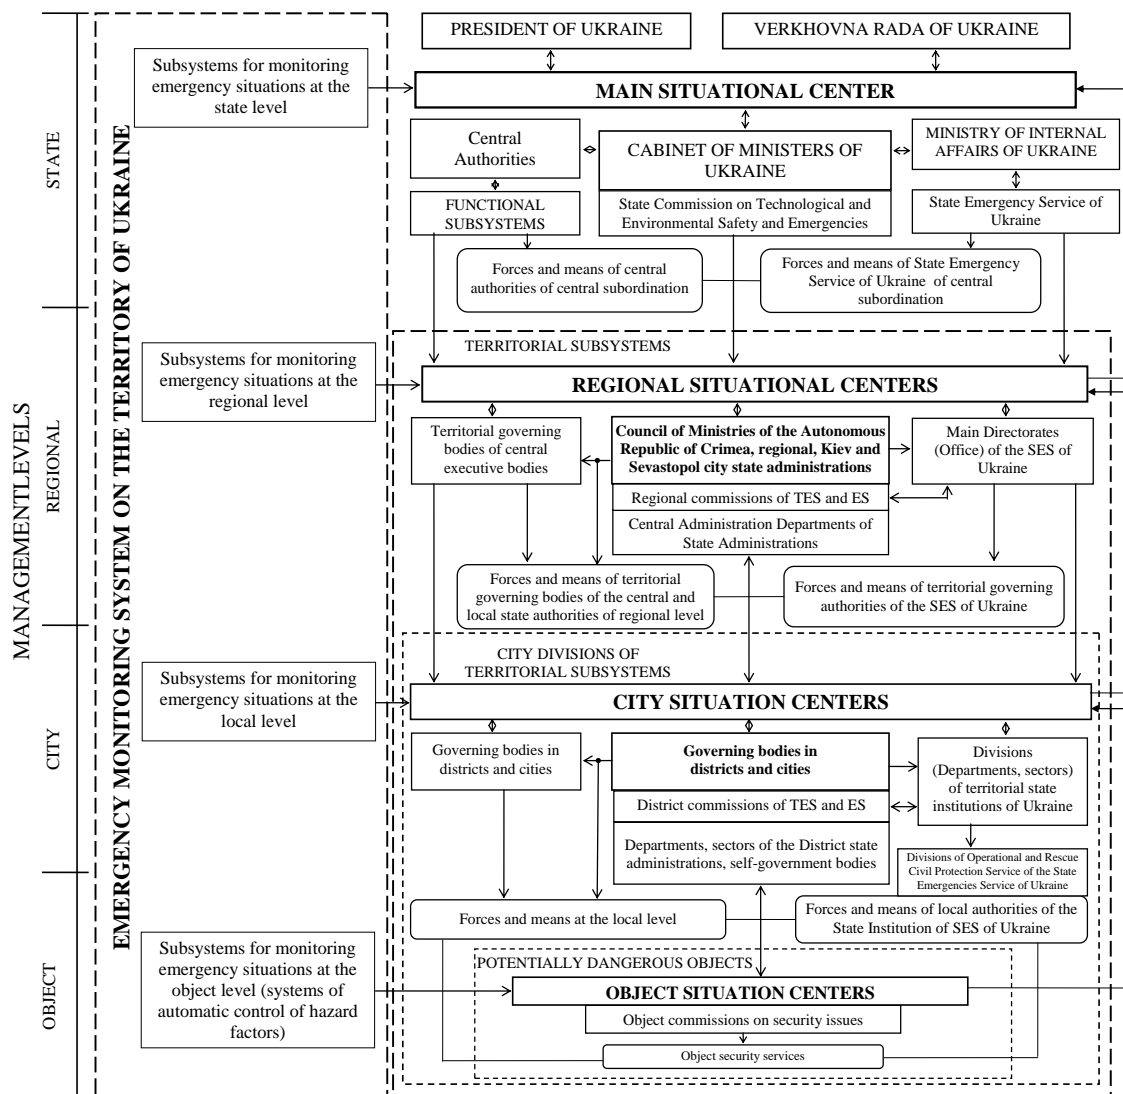 MANAGEMENTLEVELS
STATE
REGIONAL
CITY
OBJECT
EMERGENCY MONITORING SYSTEM ON THE TERRITORY OF UKRAINE
PRESIDENT OF UKRAINE
VERKHOVNA RADA OF UKRAINE
Subsystems for monitoring
emergency situations at the
state level
MAIN SITUATIONAL CENTER
Central
Authorities
CABINET OF MINISTERS OF
UKRAINE
MINISTRY OF INTERNAL
AFFAIRS OF UKRAINE
FUNCTIONAL
SUBSYSTEMS
State Commission on Technological and
Environmental Safety and Emergencies
State Emergency Service of
Ukraine
Forces and means of central
authorities of central subordination
Forces and means of State Emergency
Service of Ukraine of central
subordination
TERRITORIAL SUBSYSTEMS
Subsystems for monitoring
emergency situations at the
regional level
REGIONAL SITUATIONAL CENTERS
Territorial governing
bodies of central
executive bodies
Council of Ministries of the Autonomous
Republic of Crimea, regional, Kiev and
Sevastopol city state administrations
Main Directorates
(Office) of the SES of
Ukraine
Regional commissions of TES and ES
Central Administration Departments of
State Administrations
Forces and means of territorial
governing bodies of the central and
local state authorities of regional level
Forces and means of territorial governing
authorities of the SES of Ukraine
CITY DIVISIONS OF
TERRITORIAL SUBSYSTEMS
Subsystems for monitoring
emergency situations at the
local level
CITY SITUATION CENTERS
Governing bodies in
districts and cities
Governing bodies in
districts and cities
Divisions
(Departments, sectors)
of territorial state
institutions of Ukraine
District commissions of TES and ES
Departments, sectors of the District state
administrations, self-government bodies
Divisions of Operational and Rescue
Civil Protection Service of the State
Emergencies Service of Ukraine
Forces and means at the local level
Forces and means of local authorities of the
State Institution of SES of Ukraine
Subsystems for monitoring
emergency situations at the
object level (systems of
automatic control of hazard
factors)
POTENTIALLY DANGEROUS OBJECTS
OBJECT SITUATION CENTERS
Object commissions on security issues
Object security services